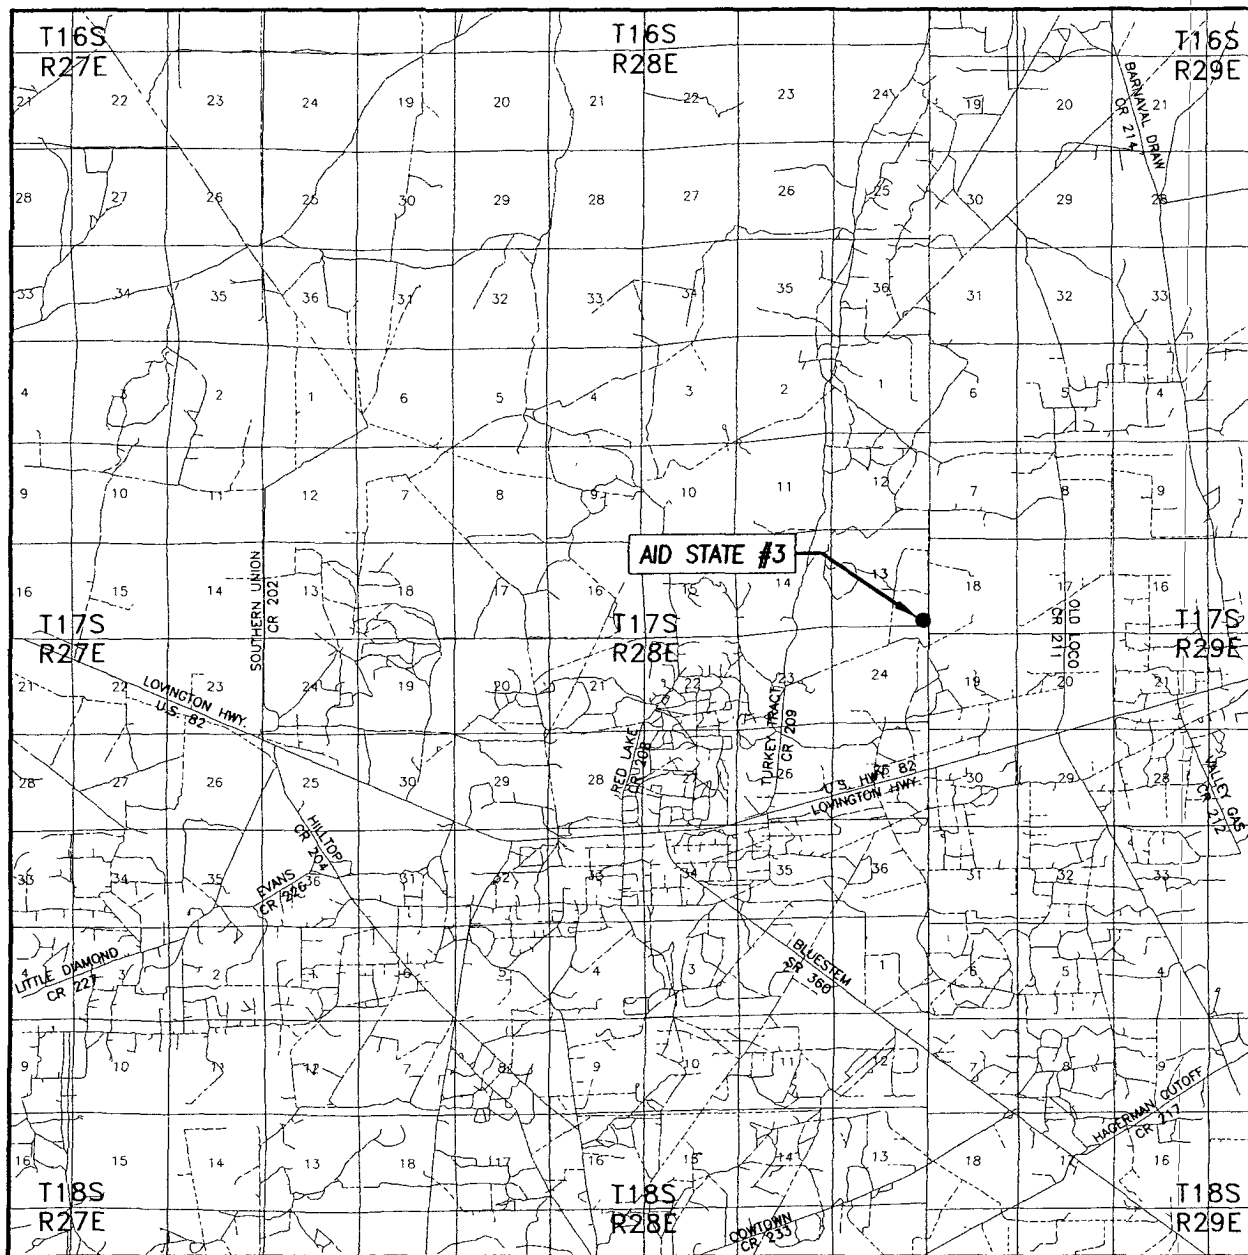 T16S
R27E
T16S
R28E
T16S
R29E
21 22 23 24 19 20 21 22 23 24 19 20 21
BARNAVAL DRAW
CR 214
28 27 26 25 30 29 28 27 26 25 30 29 28
33 34 35 36 31 32 33 34 35 36 31 32 33
4 3 2 1 6 5 4 3 2 1 6 5 4
9 10 11 12 7 8 9 10 11 12 7 8 9
AID STATE #3
16 15 14 13 18 17 16 15 14 13 18 17 16
SOUTHERN UNION
CR 202
OLD LOCO
CR 211
T17S
R27E
T17S
R28E
T17S
R29E
21 22 23 24 19 20 21 22 23 24 19 20 21
LOVINGTON HWY.
U.S. 82
RED LAKE
CR 208
TURKEY TRACT
CR 209
U.S. HWY. 82
LOVINGTON HWY.
VALLEY GAS
CR 212
28 27 26 25 30 29 28 27 26 25 30 29 28
HILLTOP
CR 204
EVANS
CR 226
33 34 35 36 31 32 33 34 35 36 31 32 33
LITTLE DIAMOND
CR 227
BLUESTEM
SR 360
4 3 2 1 6 5 4 3 2 1 6 5 4
9 10 11 12 7 8 9 10 11 12 7 8 9
HAGERMAN CUTOFF
CR 217
16 15 14 13 18 17 16 15 14 13 18 17 16
T18S
R27E
T18S
R28E
T18S
R29E
COWTOWN
CR 233